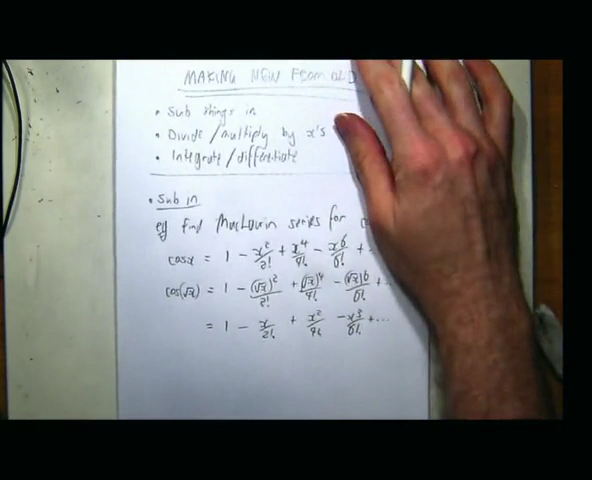 MAKING NEW FROM OLD
• Sub things in
• Divide/multiply by x's
• Integrate/differentiate
• Sub in
eg find MacLaurin series for
cosx = 1 - x²/2! + x⁴/4! - x⁶/6! + ..
cos(√x) = 1 - (√x)²/2! + (√x)⁴/4! - (√x)⁶/6! + ..
= 1 - x/2! + x²/4! - x³/6! + ...